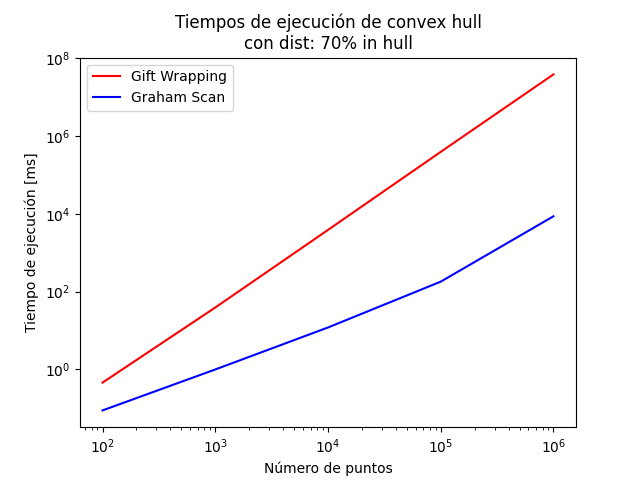 Tiempos de ejecución de convex hull
con dist: 70% in hull
Gift Wrapping
Graham Scan
Tiempo de ejecución [ms]
10^8
10^6
10^4
10^2
10^0
10^2
10^3
10^4
10^5
10^6
Número de puntos